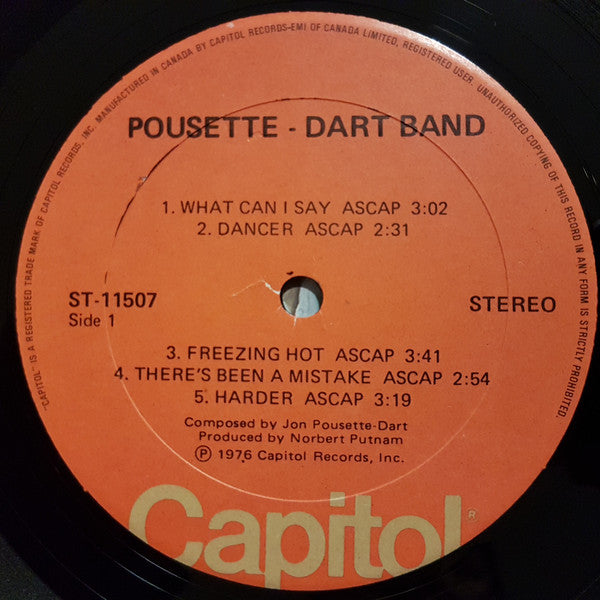 "CAPITOL" IS A REGISTERED TRADE MARK OF CAPITOL RECORDS, INC. MANUFACTURED IN CANADA BY CAPITOL RECORDS-EMI OF CANADA LIMITED, REGISTERED USER. UNAUTHORIZED COPYING OF THIS RECORD IN ANY FORM IS STRICTLY PROHIBITED.
POUSETTE - DART BAND
1. WHAT CAN I SAY ASCAP 3:02
2. DANCER ASCAP 2:31
ST-11507
Side 1
STEREO
3. FREEZING HOT ASCAP 3:41
4. THERE'S BEEN A MISTAKE ASCAP 2:54
5. HARDER ASCAP 3:19
Composed by Jon Pousette-Dart
Produced by Norbert Putnam
℗ 1976 Capitol Records, Inc.
Capitol®